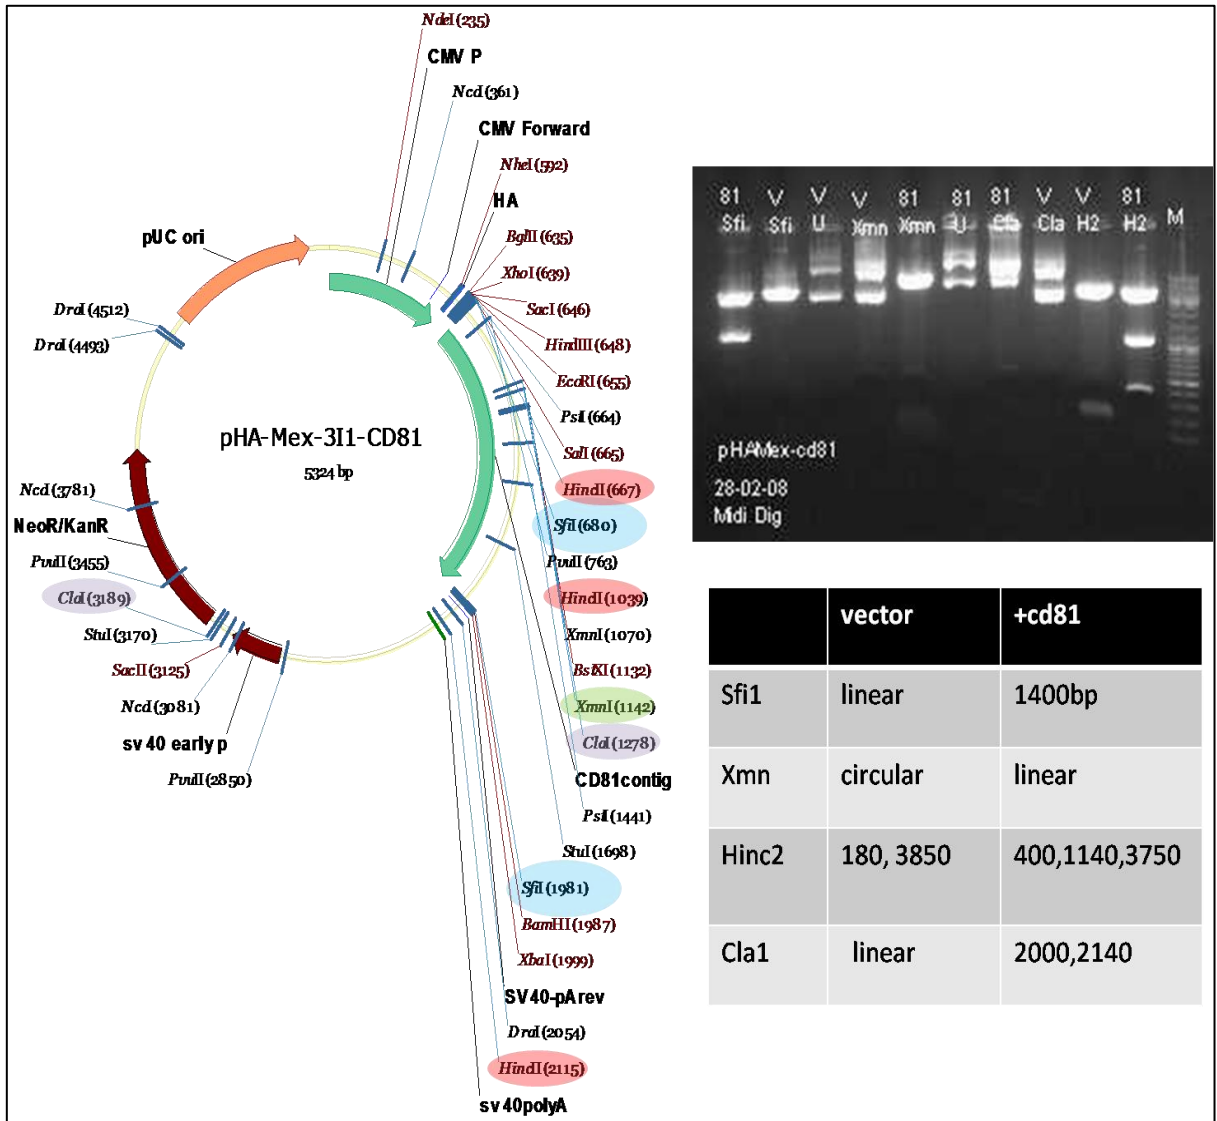 NdeI (235)
CMV P
NcoI (361)
CMV Forward
NheI (592)
HA
BglII (635)
XhoI (639)
SacI (646)
HindIII (648)
EcoRI (655)
PstI (664)
SalI (665)
HincII (667)
SfiI (680)
PvuII (763)
HincII (1039)
XmnI (1070)
BstXI (1132)
XmnI (1142)
ClaI (1278)
CD81contig
PstI (1441)
StuI (1698)
SfiI (1981)
BamHI (1987)
XbaI (1999)
SV40-pArev
DraI (2054)
HincII (2115)
sv40polyA
pUC ori
DraI (4512)
DraI (4493)
pHA-Mex-3I1-CD81
5324 bp
NcoI (3781)
NeoR/KanR
PvuII (3455)
ClaI (3189)
StuI (3170)
SacII (3125)
NcoI (3081)
sv40 early p
PvuII (2850)
81 V V V 81 81 81 V V 81
Sfi Sfi U Xmn Xmn U Cla Cla H2 H2 M
pHAMex-cd81
28-02-08
Midi Dig
vector +cd81
Sfi1 linear 1400bp
Xmn circular linear
Hinc2 180, 3850 400,1140,3750
Cla1 linear 2000,2140